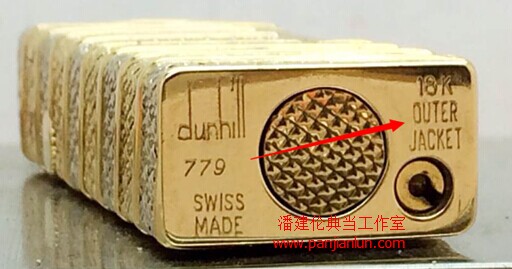 dunhill
779
SWISS
MADE
18K
OUTER
JACKET
潘建伦典当工作室
www.panjianlun.com